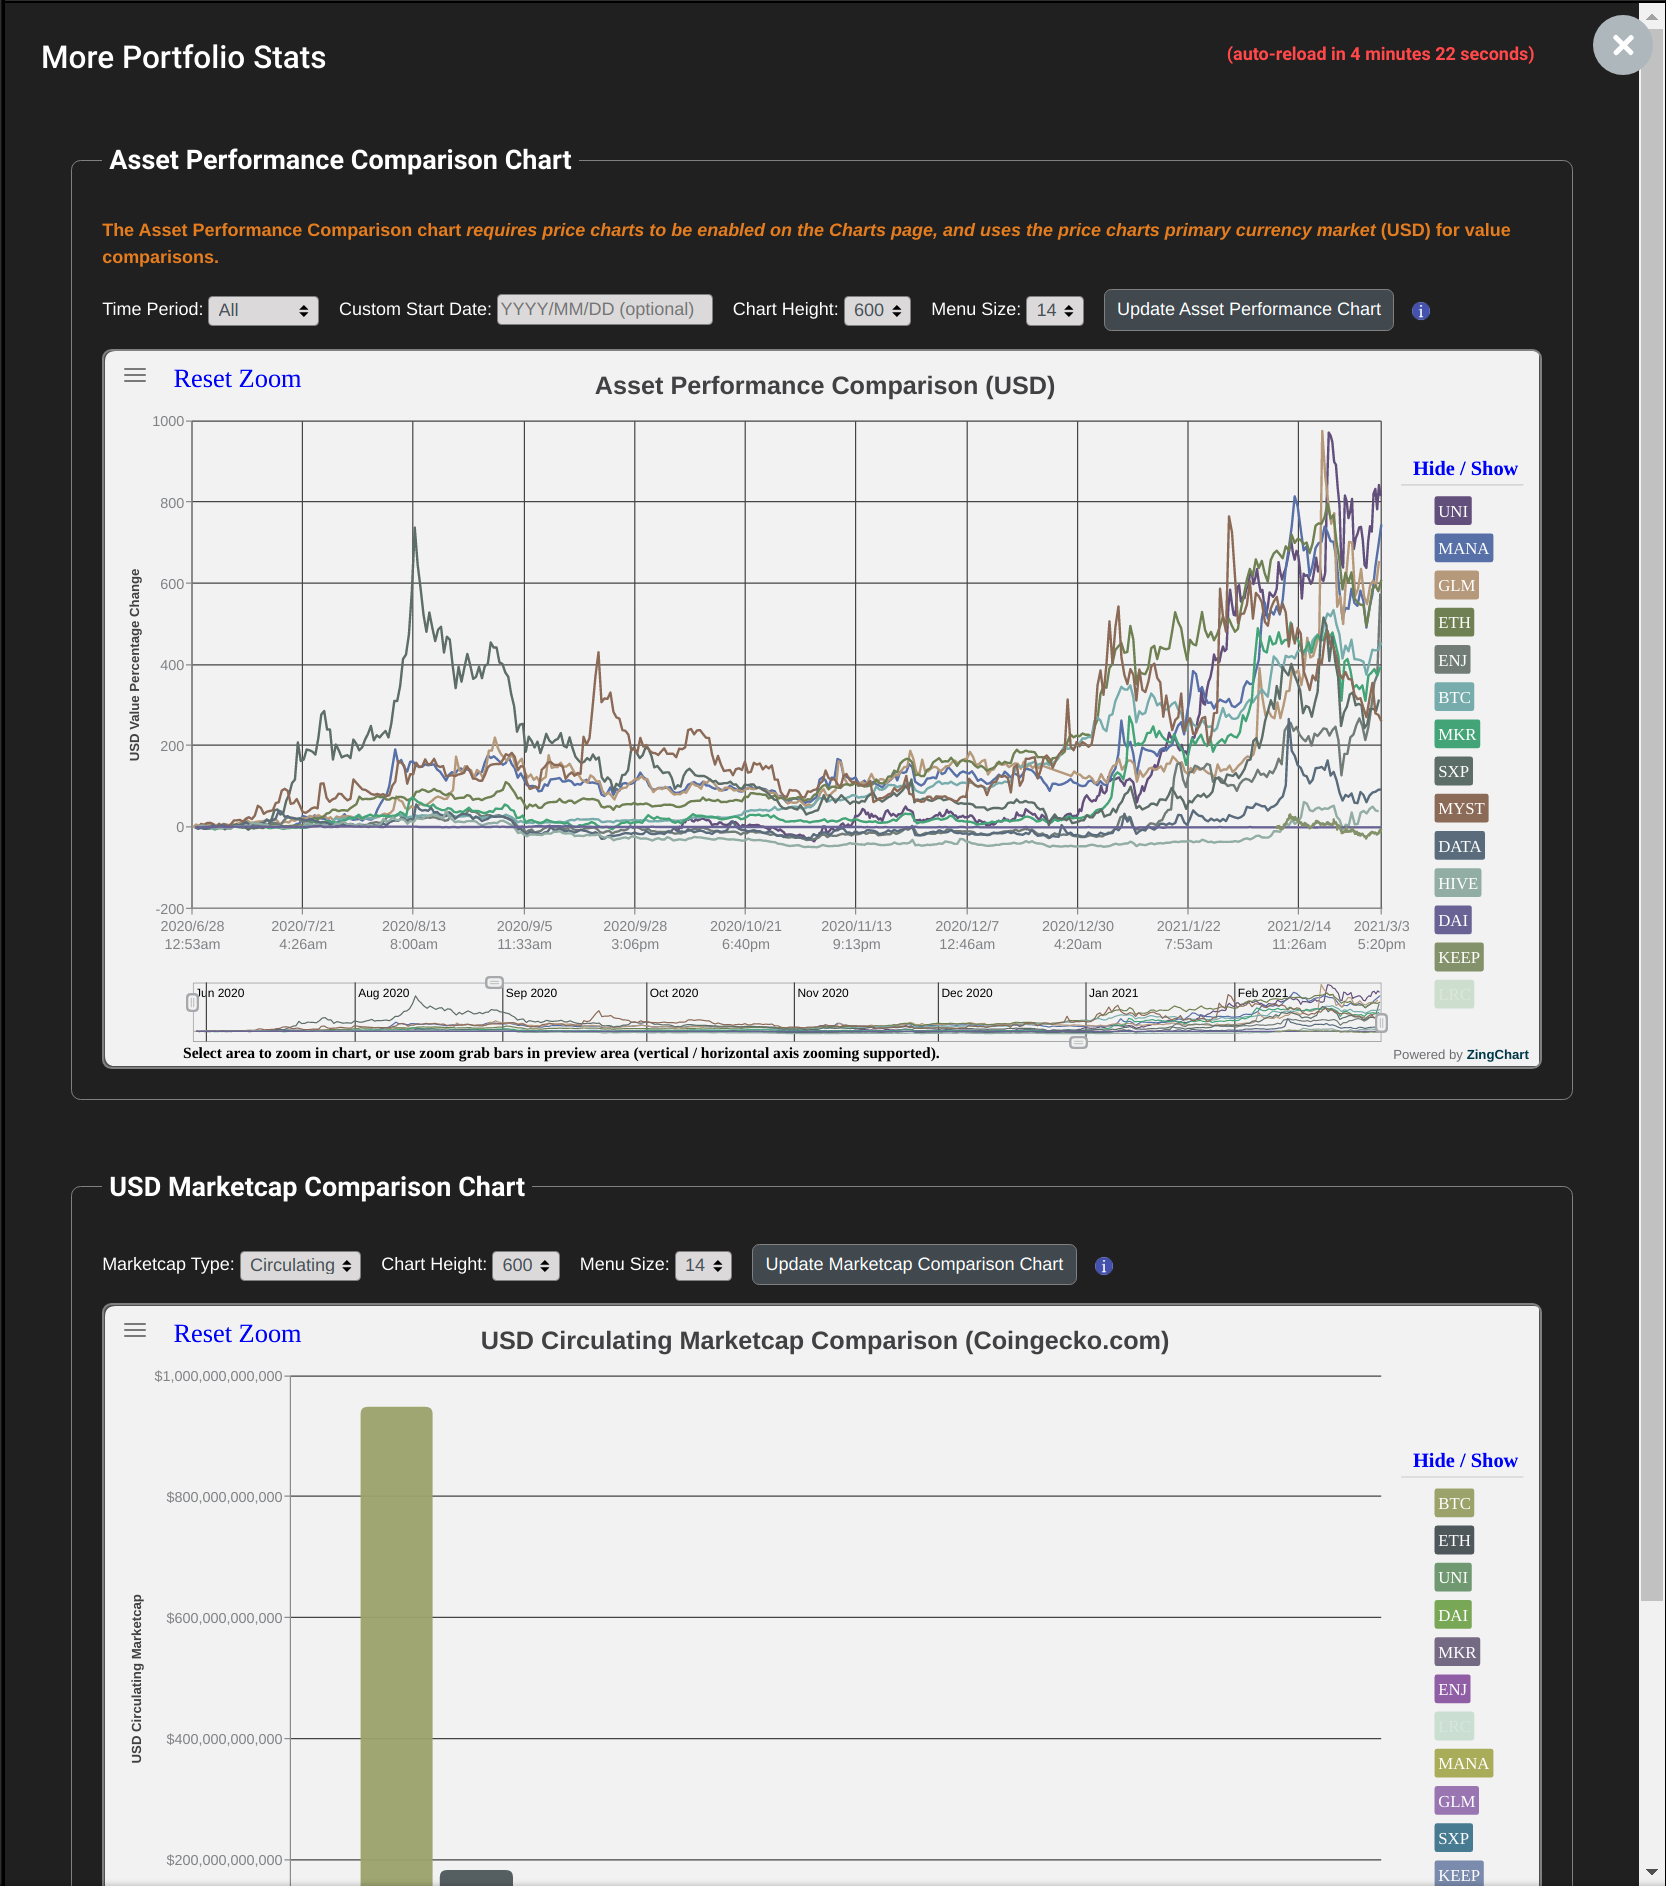 More Portfolio Stats
(auto-reload in 4 minutes 22 seconds)
Asset Performance Comparison Chart
The Asset Performance Comparison chart requires price charts to be enabled on the Charts page, and uses the price charts primary currency market (USD) for value
comparisons.
Time Period: All Custom Start Date: YYYY/MM/DD (optional) Chart Height: 600 Menu Size: 14 Update Asset Performance Chart i
Reset Zoom
Asset Performance Comparison (USD)
USD Value Percentage Change
1000
800
600
400
200
0
-200
2020/6/28 2020/7/21 2020/8/13 2020/9/5 2020/9/28 2020/10/21 2020/11/13 2020/12/7 2020/12/30 2021/1/22 2021/2/14 2021/3/3
12:53am 4:26am 8:00am 11:33am 3:06pm 6:40pm 9:13pm 12:46am 4:20am 7:53am 11:26am 5:20pm
Hide / Show
UNI
MANA
GLM
ETH
ENJ
BTC
MKR
SXP
MYST
DATA
HIVE
DAI
KEEP
LRC
Jun 2020 Aug 2020 Sep 2020 Oct 2020 Nov 2020 Dec 2020 Jan 2021 Feb 2021
Select area to zoom in chart, or use zoom grab bars in preview area (vertical / horizontal axis zooming supported).
Powered by ZingChart
USD Marketcap Comparison Chart
Marketcap Type: Circulating Chart Height: 600 Menu Size: 14 Update Marketcap Comparison Chart i
Reset Zoom
USD Circulating Marketcap Comparison (Coingecko.com)
USD Circulating Marketcap
$1,000,000,000,000
$800,000,000,000
$600,000,000,000
$400,000,000,000
$200,000,000,000
Hide / Show
BTC
ETH
UNI
DAI
MKR
ENJ
LRC
MANA
GLM
SXP
KEEP